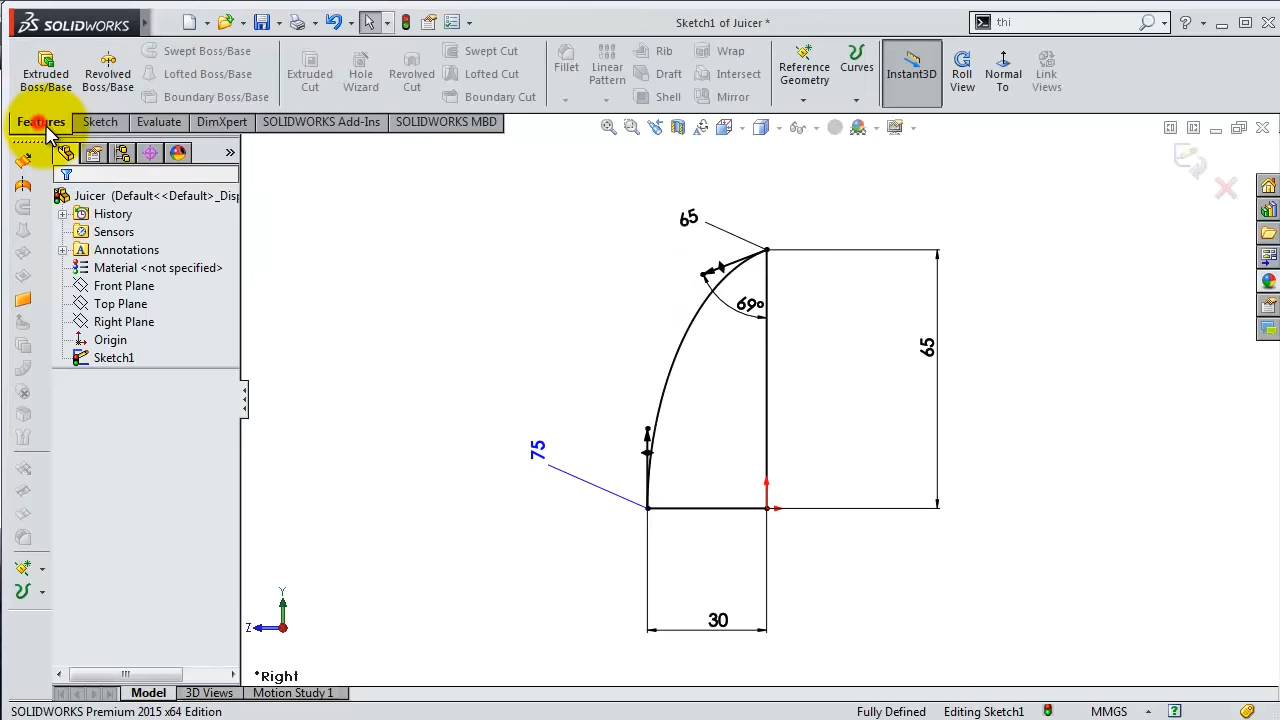 SOLIDWORKS
Sketch1 of Juicer *
thi
Extruded Boss/Base
Revolved Boss/Base
Swept Boss/Base
Lofted Boss/Base
Boundary Boss/Base
Extruded Cut
Hole Wizard
Revolved Cut
Swept Cut
Lofted Cut
Boundary Cut
Fillet
Linear Pattern
Rib
Draft
Shell
Wrap
Intersect
Mirror
Reference Geometry
Curves
Instant3D
Roll View
Normal To
Link Views
Features
Sketch
Evaluate
DimXpert
SOLIDWORKS Add-Ins
SOLIDWORKS MBD
Juicer (Default<<Default>_Disp
History
Sensors
Annotations
Material <not specified>
Front Plane
Top Plane
Right Plane
Origin
Sketch1
65
69°
65
75
30
Y
Z
*Right
Model
3D Views
Motion Study 1
SOLIDWORKS Premium 2015 x64 Edition
Fully Defined
Editing Sketch1
MMGS